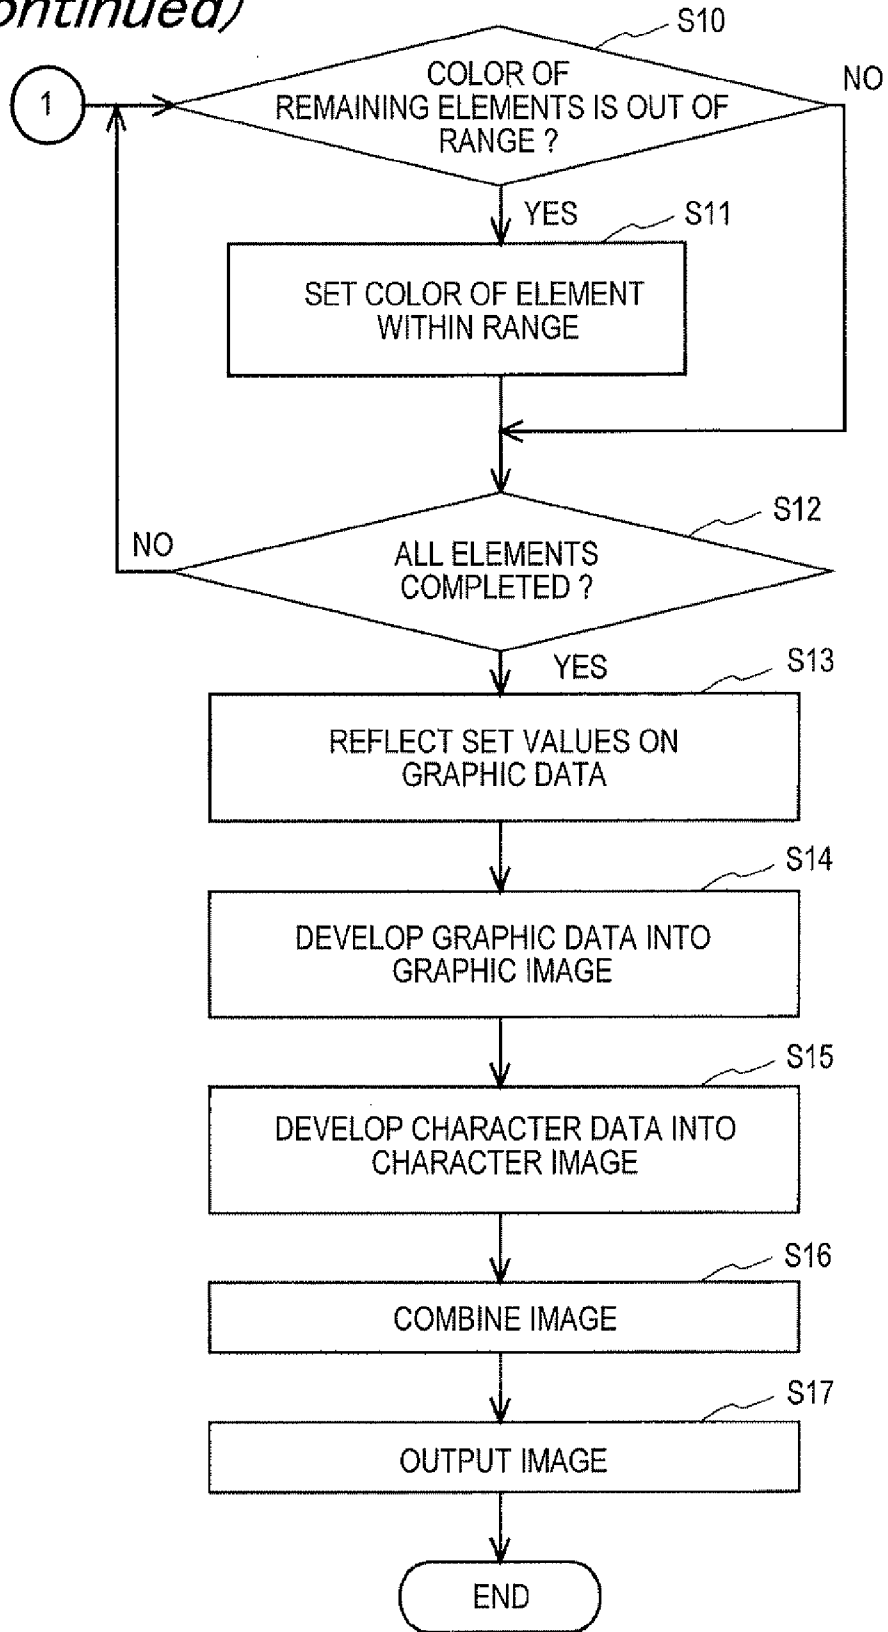 ontinued)
S10
1
COLOR OF
REMAINING ELEMENTS IS OUT OF
RANGE ?
NO
YES
S11
SET COLOR OF ELEMENT
WITHIN RANGE
S12
NO
ALL ELEMENTS
COMPLETED ?
YES
S13
REFLECT SET VALUES ON
GRAPHIC DATA
S14
DEVELOP GRAPHIC DATA INTO
GRAPHIC IMAGE
S15
DEVELOP CHARACTER DATA INTO
CHARACTER IMAGE
S16
COMBINE IMAGE
S17
OUTPUT IMAGE
END